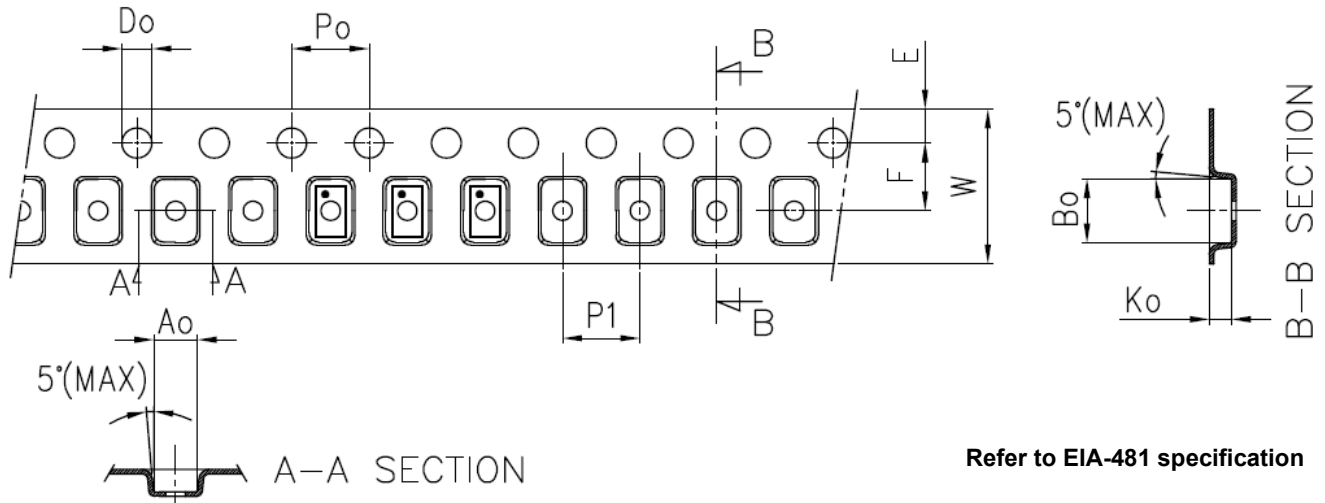 Do
Po
B
E
5°(MAX)
F
W
Bo
A
A
P1
B
Ko
B-B SECTION
Ao
5°(MAX)
A-A SECTION
Refer to EIA-481 specification